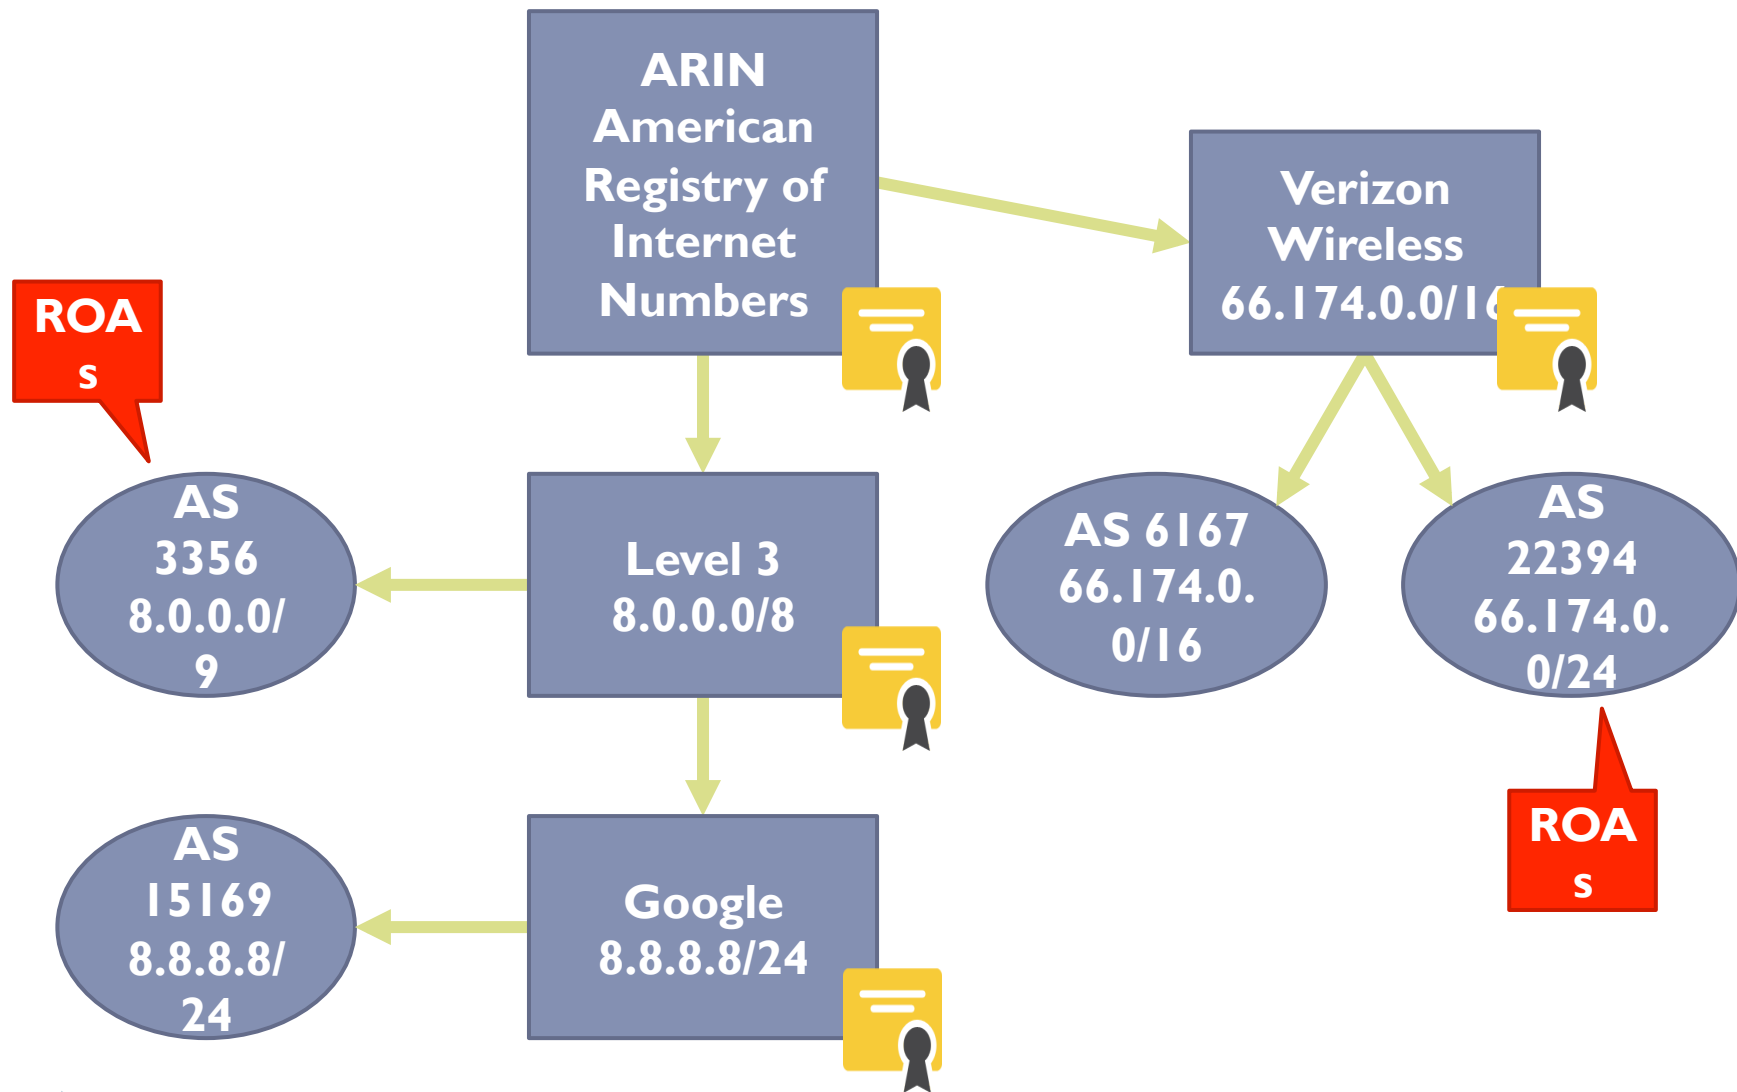 ARIN
American
Registry of
Internet
Numbers
Verizon
Wireless
66.174.0.0/16
ROA
s
AS
3356
8.0.0.0/
9
Level 3
8.0.0.0/8
AS 6167
66.174.0.
0/16
AS
22394
66.174.0.
0/24
ROA
s
AS
15169
8.8.8.8/
24
Google
8.8.8.8/24